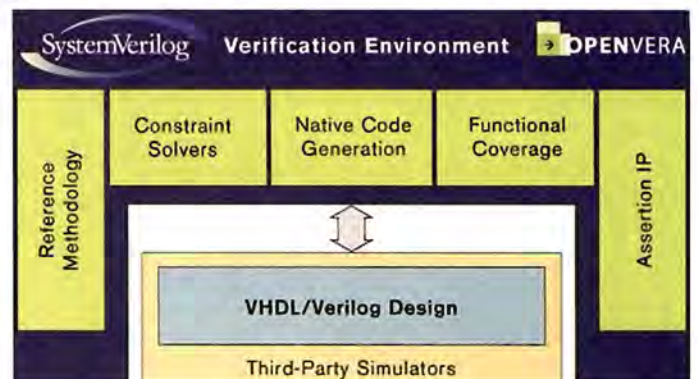 SystemVerilog Verification Environment OPENVERA
Reference
Methodology
Constraint
Solvers
Native Code
Generation
Functional
Coverage
Assertion IP
VHDL/Verilog Design
Third-Party Simulators